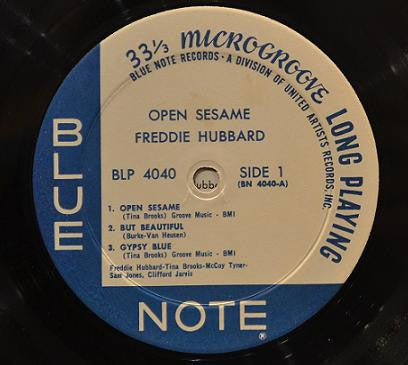 33⅓ MICROGROOVE LONG PLAYING
BLUE NOTE RECORDS • A DIVISION OF UNITED ARTISTS RECORDS, INC.
OPEN SESAME
FREDDIE HUBBARD
BLP 4040
SIDE 1
(BN 4040-A)
1. OPEN SESAME
(Tina Brooks) Groove Music - BMI
2. BUT BEAUTIFUL
(Burke-Van Heusen)
3. GYPSY BLUE
(Tina Brooks) Groove Music - BMI
Freddie Hubbard-Tina Brooks-McCoy Tyner-
Sam Jones, Clifford Jarvis
BLUE
NOTE
®